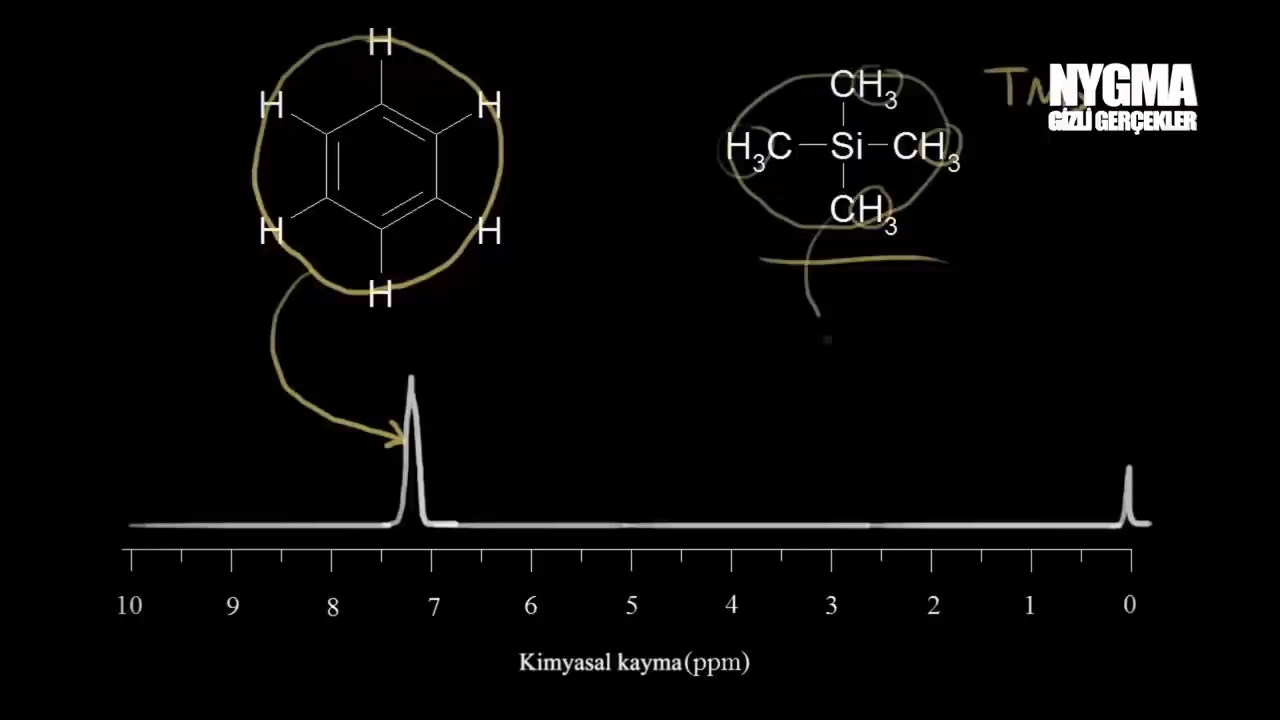 H
H
H
H
H
H
CH3
H3C
Si
CH3
CH3
NYGMA
GİZLİ GERÇEKLER
10 9 8 7 6 5 4 3 2 1 0
Kimyasal kayma(ppm)